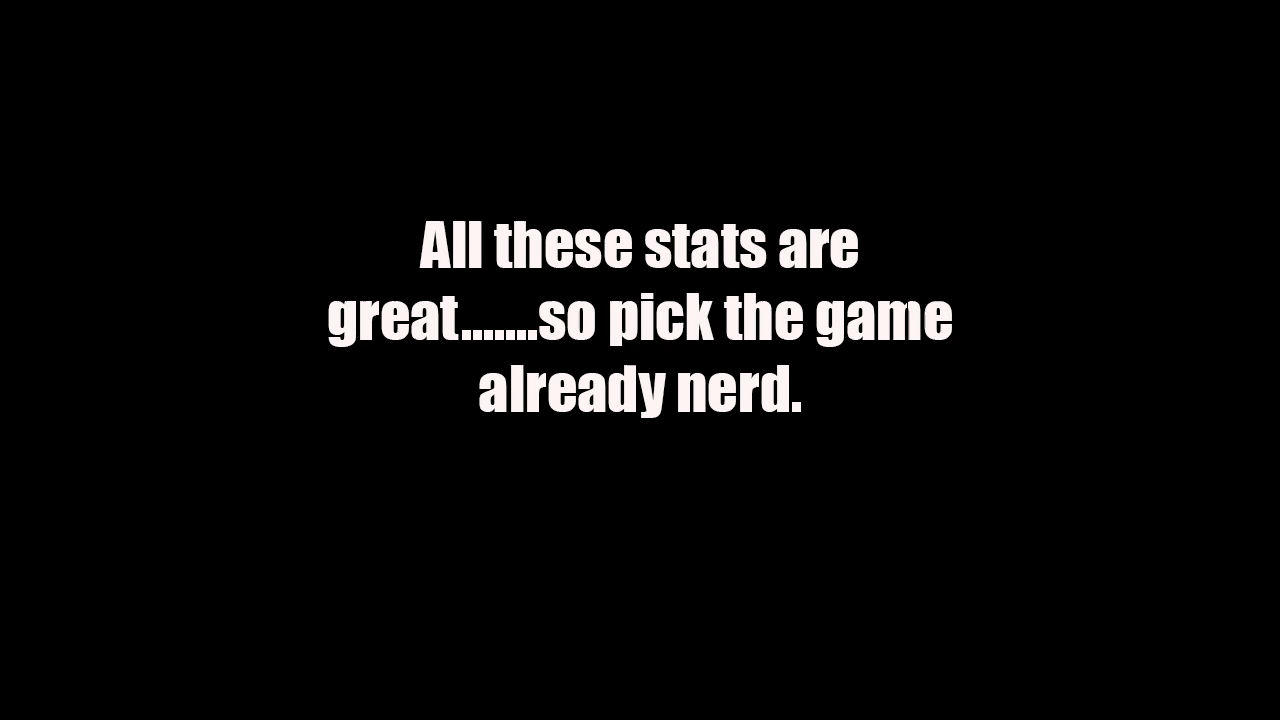 All these stats are
great.......so pick the game
already nerd.